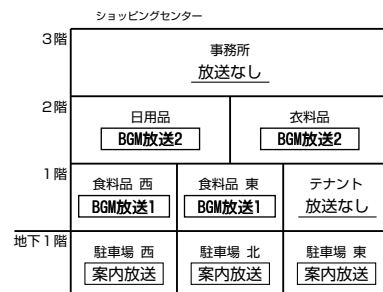 ショッピングセンター
3階
事務所
放送なし
2階
日用品
衣料品
BGM放送2
BGM放送2
1階
食料品 西
食料品 東
テナント
BGM放送1
BGM放送1
放送なし
地下1階
駐車場 西
駐車場 北
駐車場 東
案内放送
案内放送
案内放送